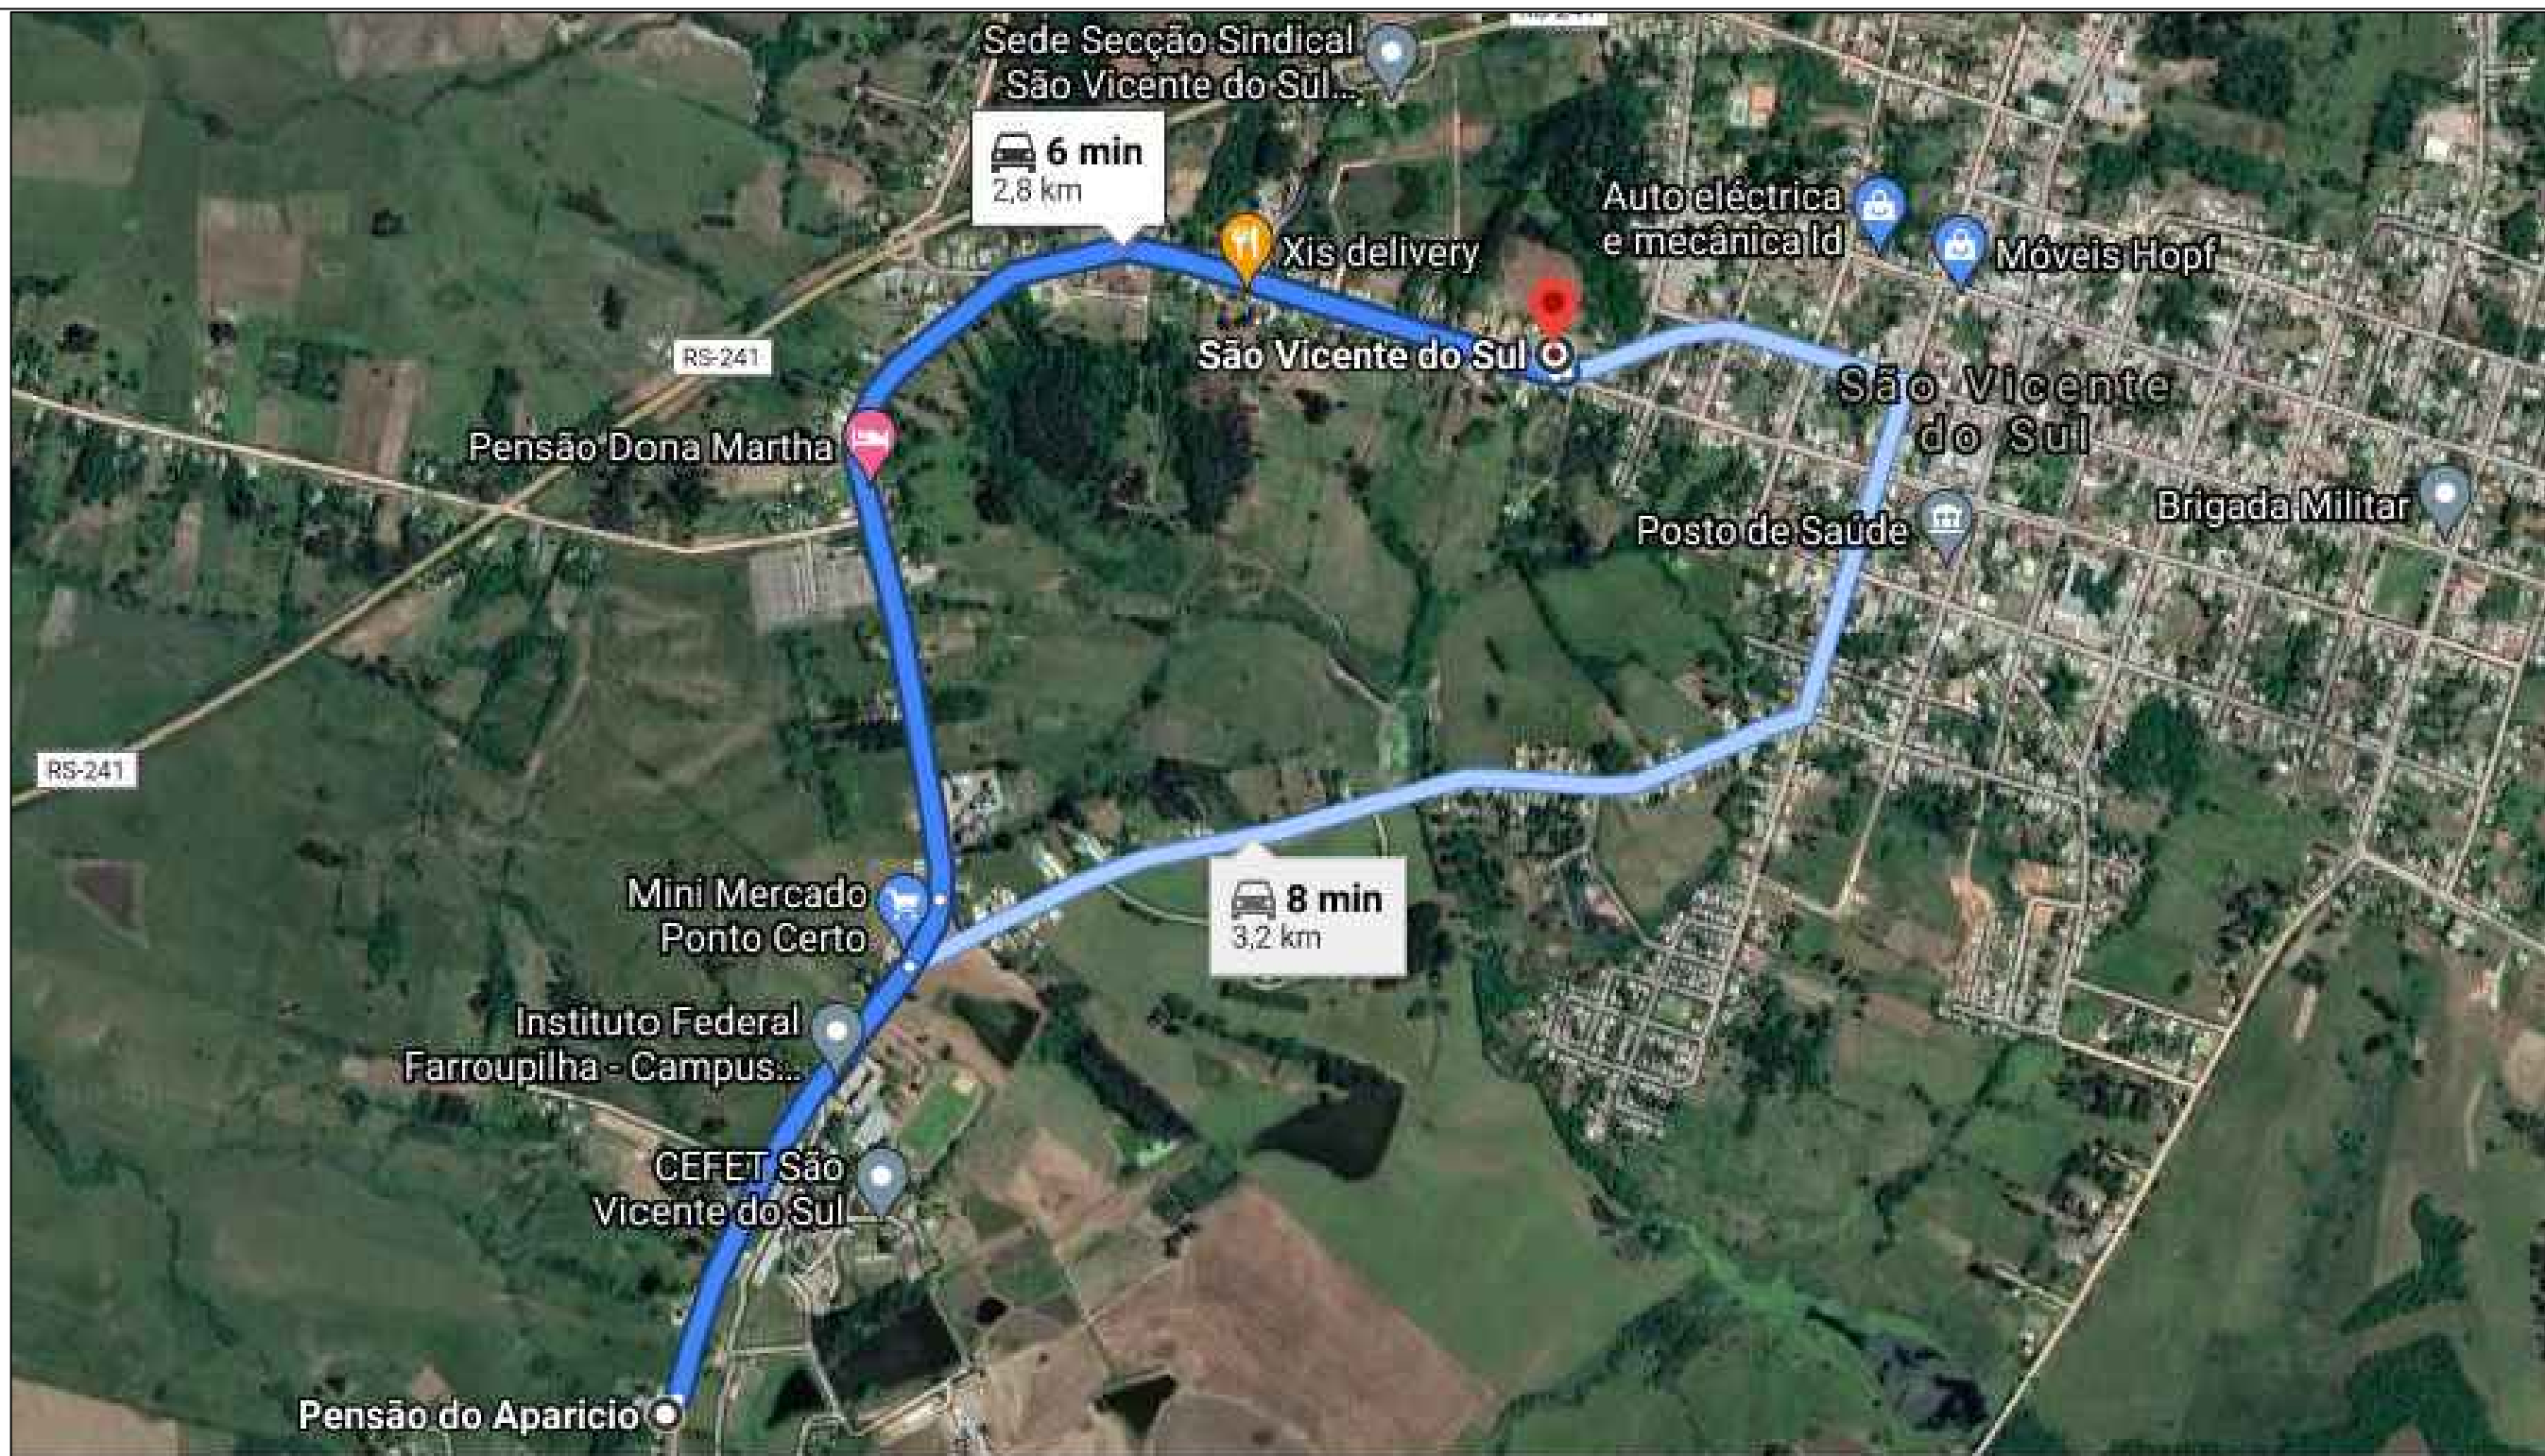 Sede Secção Sindical
São Vicente do Sul...
6 min
2,8 km
Auto eléctrica
e mecânica ld
Móveis Hopf
Xis delivery
RS-241
São Vicente do Sul
São Vicente
do Sul
Pensão Dona Martha
Posto de Saúde
Brigada Militar
RS-241
Mini Mercado
Ponto Certo
8 min
3,2 km
Instituto Federal
Farroupilha - Campus...
CEFET São
Vicente do Sul
Pensão do Aparicio